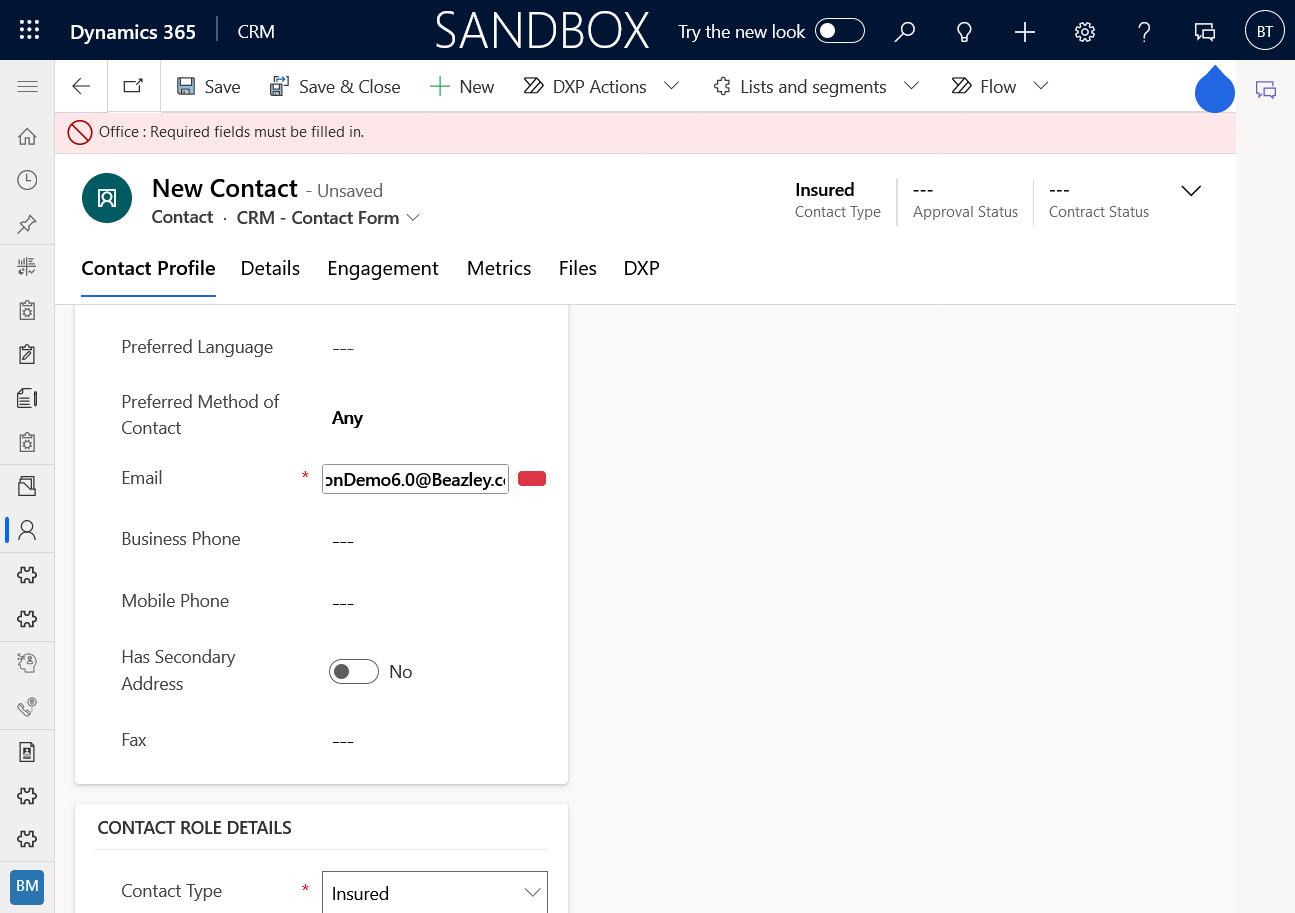 Dynamics 365
CRM
SANDBOX
Try the new look
BT
Save
Save & Close
New
DXP Actions
Lists and segments
Flow
Office : Required fields must be filled in.
New Contact - Unsaved
Contact · CRM - Contact Form
Insured
Contact Type
---
Approval Status
---
Contract Status
Contact Profile
Details
Engagement
Metrics
Files
DXP
Preferred Language
---
Preferred Method of
Contact
Any
Email
*
onDemo6.0@Beazley.c
Business Phone
---
Mobile Phone
---
Has Secondary
Address
No
Fax
---
CONTACT ROLE DETAILS
Contact Type
*
Insured
BM